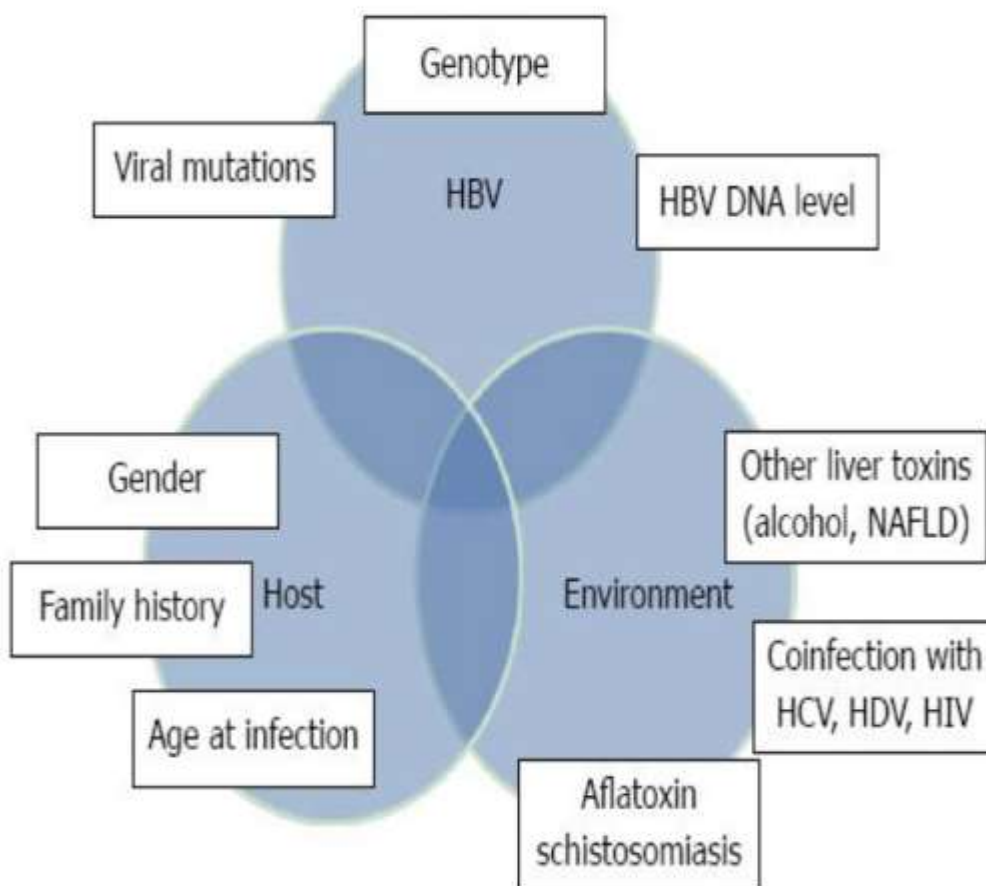 Genotype
Viral mutations
HBV
HBV DNA level
Gender
Other liver toxins
(alcohol, NAFLD)
Family history
Host
Environment
Coinfection with
HCV, HDV, HIV
Age at infection
Aflatoxin
schistosomiasis